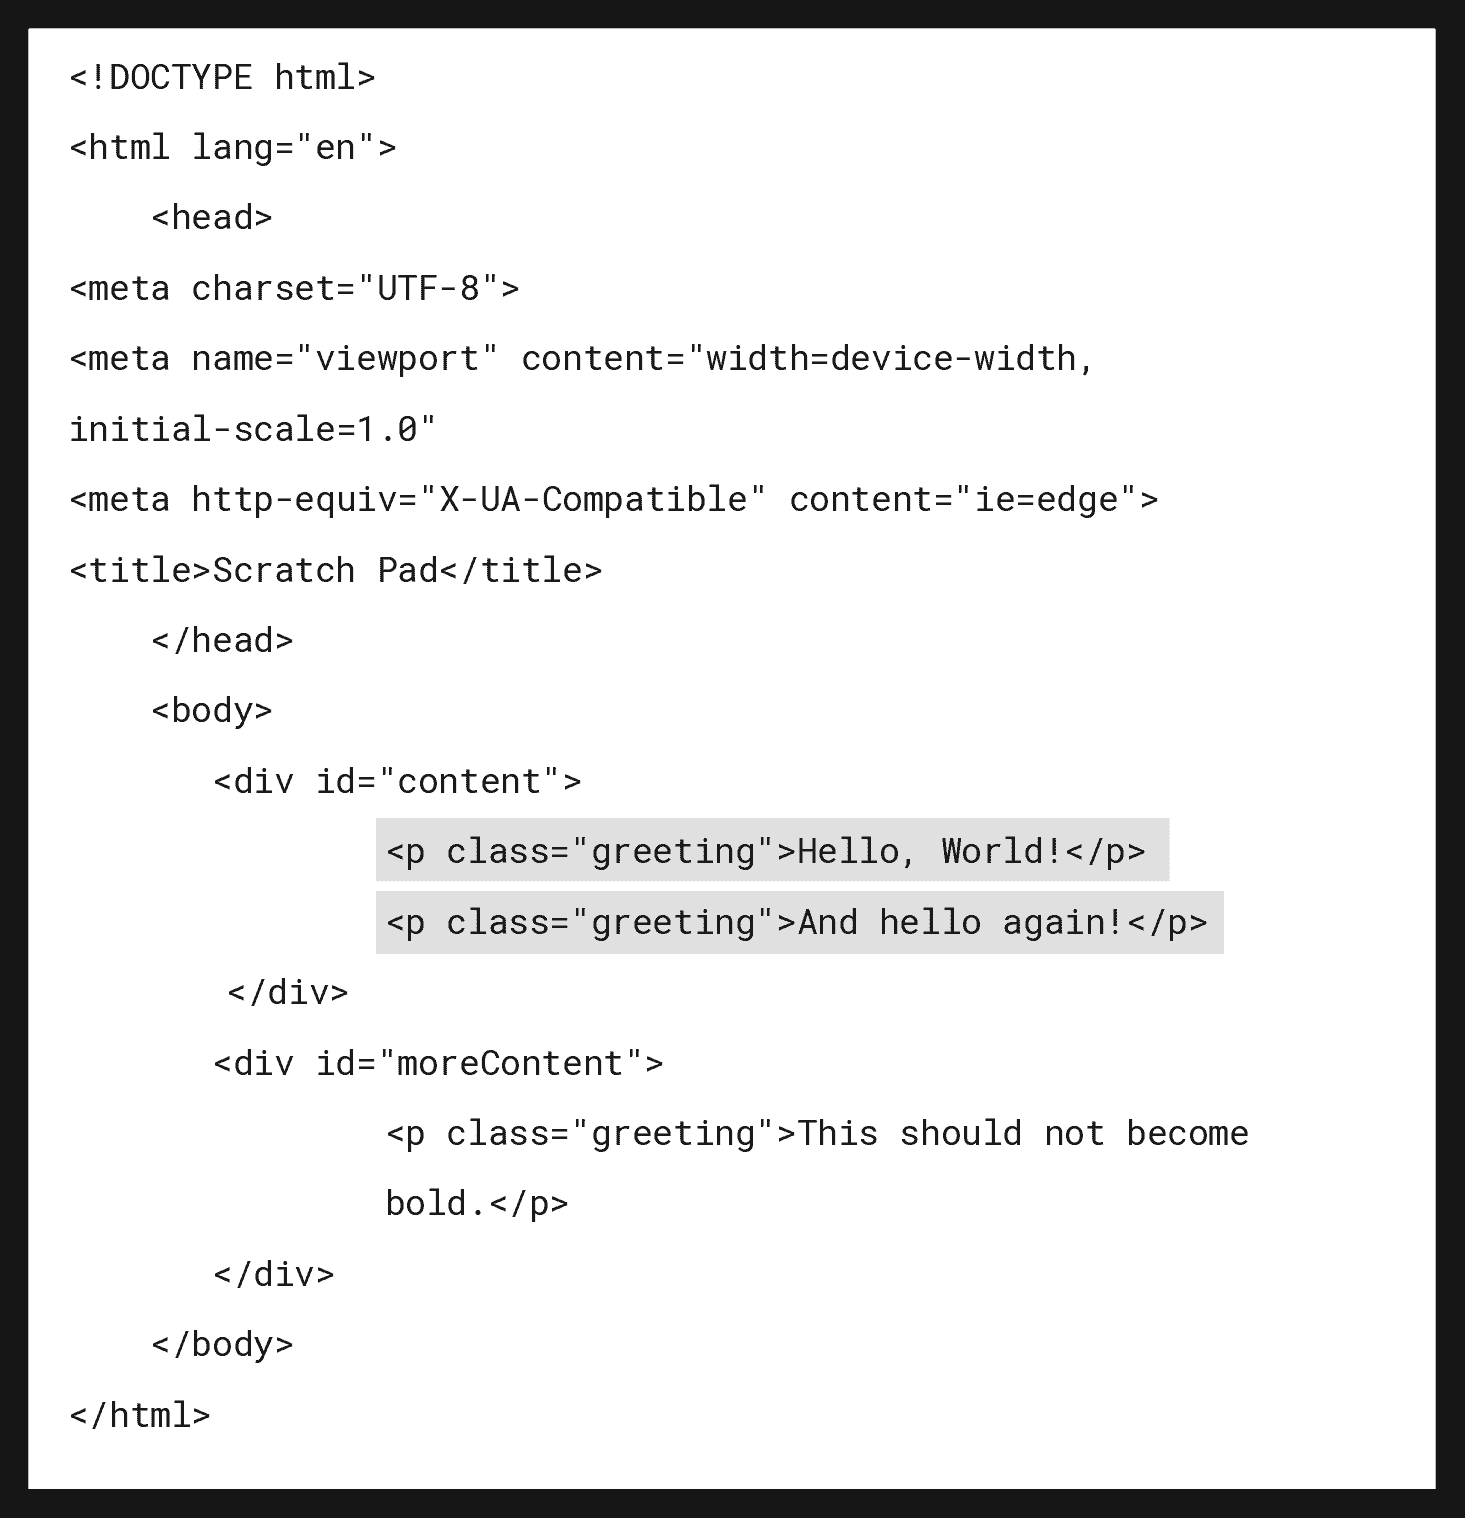 <!DOCTYPE html>
<html lang="en">
<head>
<meta charset="UTF-8">
<meta name="viewport" content="width=device-width,
initial-scale=1.0"
<meta http-equiv="X-UA-Compatible" content="ie=edge">
<title>Scratch Pad</title>
</head>
<body>
<div id="content">
<p class="greeting">Hello, World!</p>
<p class="greeting">And hello again!</p>
</div>
<div id="moreContent">
<p class="greeting">This should not become
bold.</p>
</div>
</body>
</html>